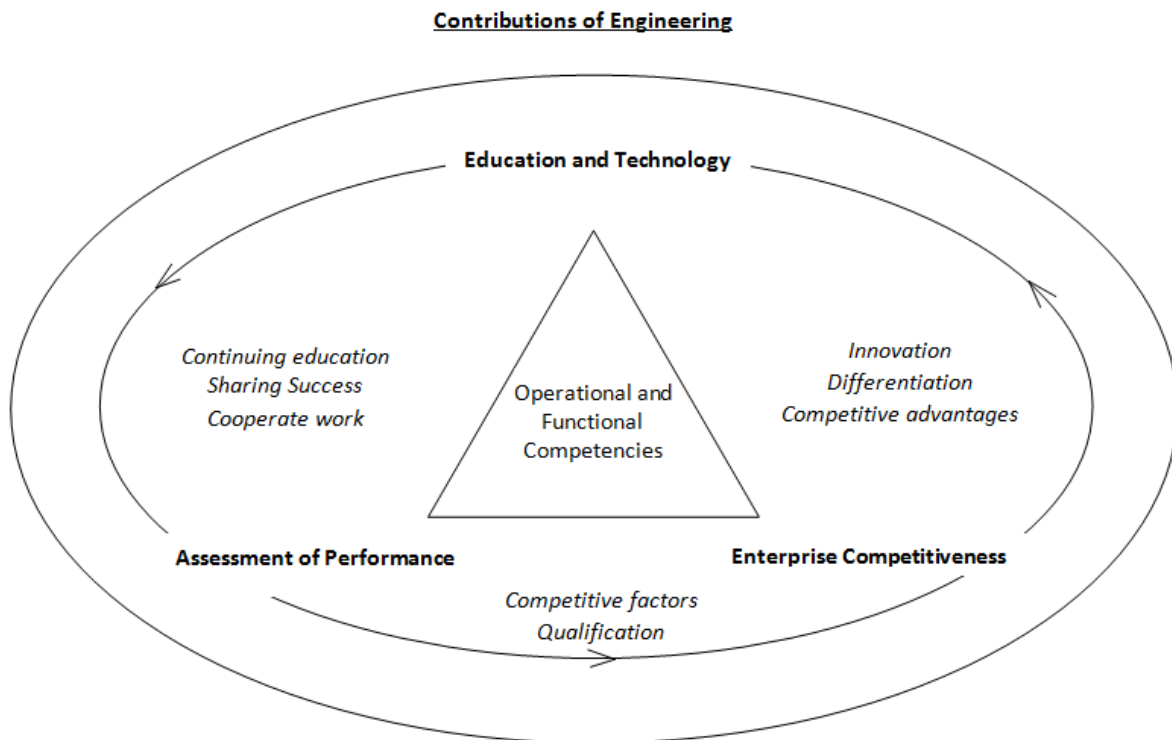 Contributions of Engineering
Education and Technology
Continuing education
Sharing Success
Cooperate work
Operational and
Functional
Competencies
Innovation
Differentiation
Competitive advantages
Assessment of Performance
Enterprise Competitiveness
Competitive factors
Qualification